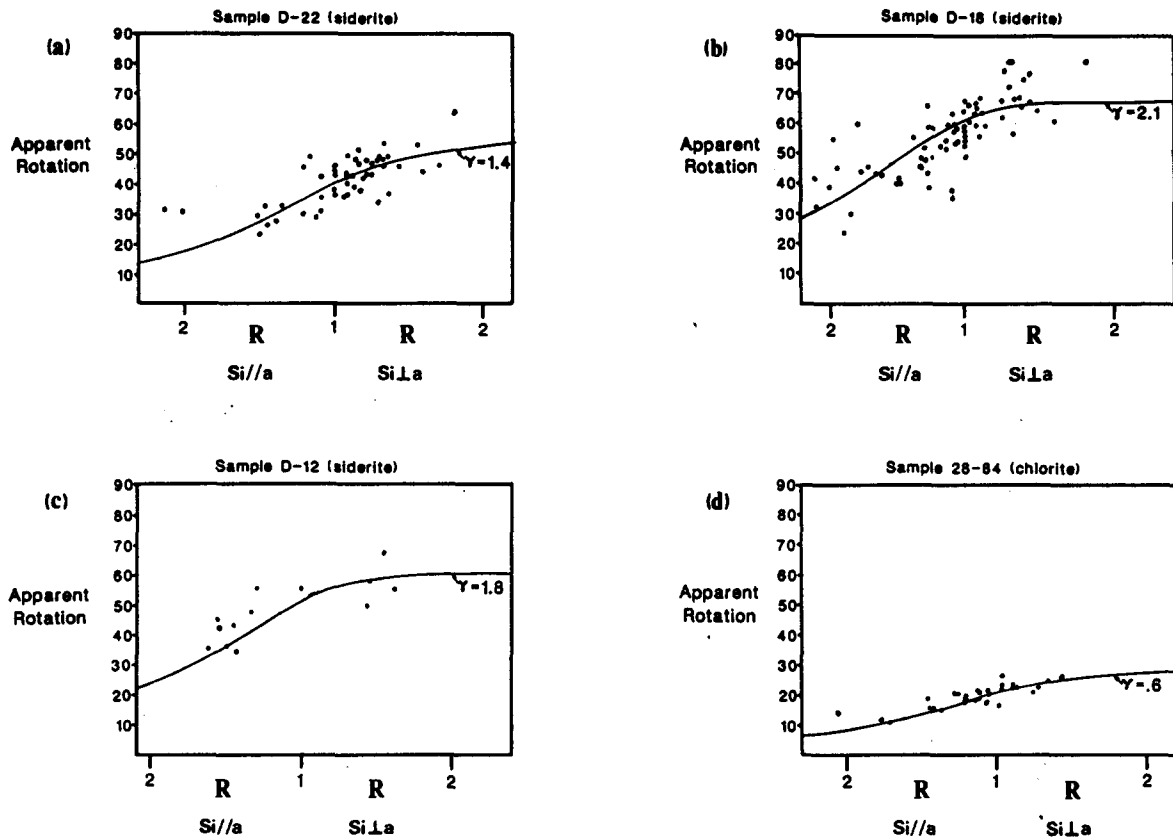 Sample D-22 (siderite)
(a)
90
80
70
60
50
40
30
20
10
Apparent
Rotation
γ=1.4
2
1
2
R
R
Si//a
Si⊥a
Sample D-18 (siderite)
(b)
90
80
70
60
50
40
30
20
10
Apparent
Rotation
γ=2.1
2
1
2
R
R
Si//a
Si⊥a
Sample D-12 (siderite)
(c)
90
80
70
60
50
40
30
20
10
Apparent
Rotation
γ=1.8
2
1
2
R
R
Si//a
Si⊥a
Sample 28-84 (chlorite)
(d)
90
80
70
60
50
40
30
20
10
Apparent
Rotation
γ=.6
2
1
2
R
R
Si//a
Si⊥a